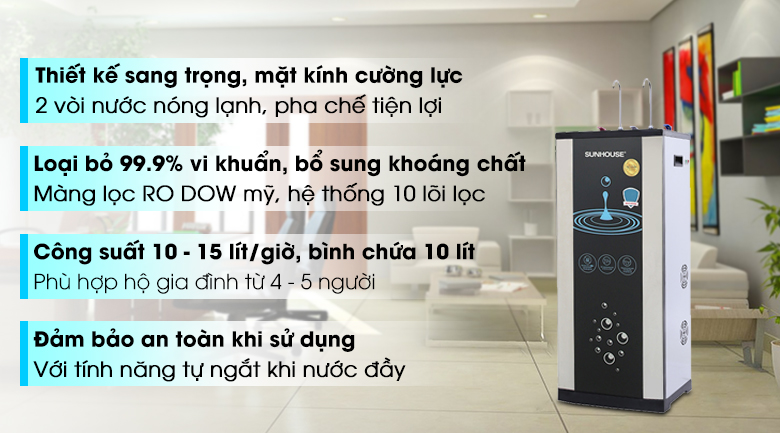 Thiết kế sang trọng, mặt kính cường lực
2 vòi nước nóng lạnh, pha chế tiện lợi
Loại bỏ 99.9% vi khuẩn, bổ sung khoáng chất
Màng lọc RO DOW mỹ, hệ thống 10 lõi lọc
Công suất 10 - 15 lít/giờ, bình chứa 10 lít
Phù hợp hộ gia đình từ 4 - 5 người
Đảm bảo an toàn khi sử dụng
Với tính năng tự ngắt khi nước đầy
SUNHOUSE